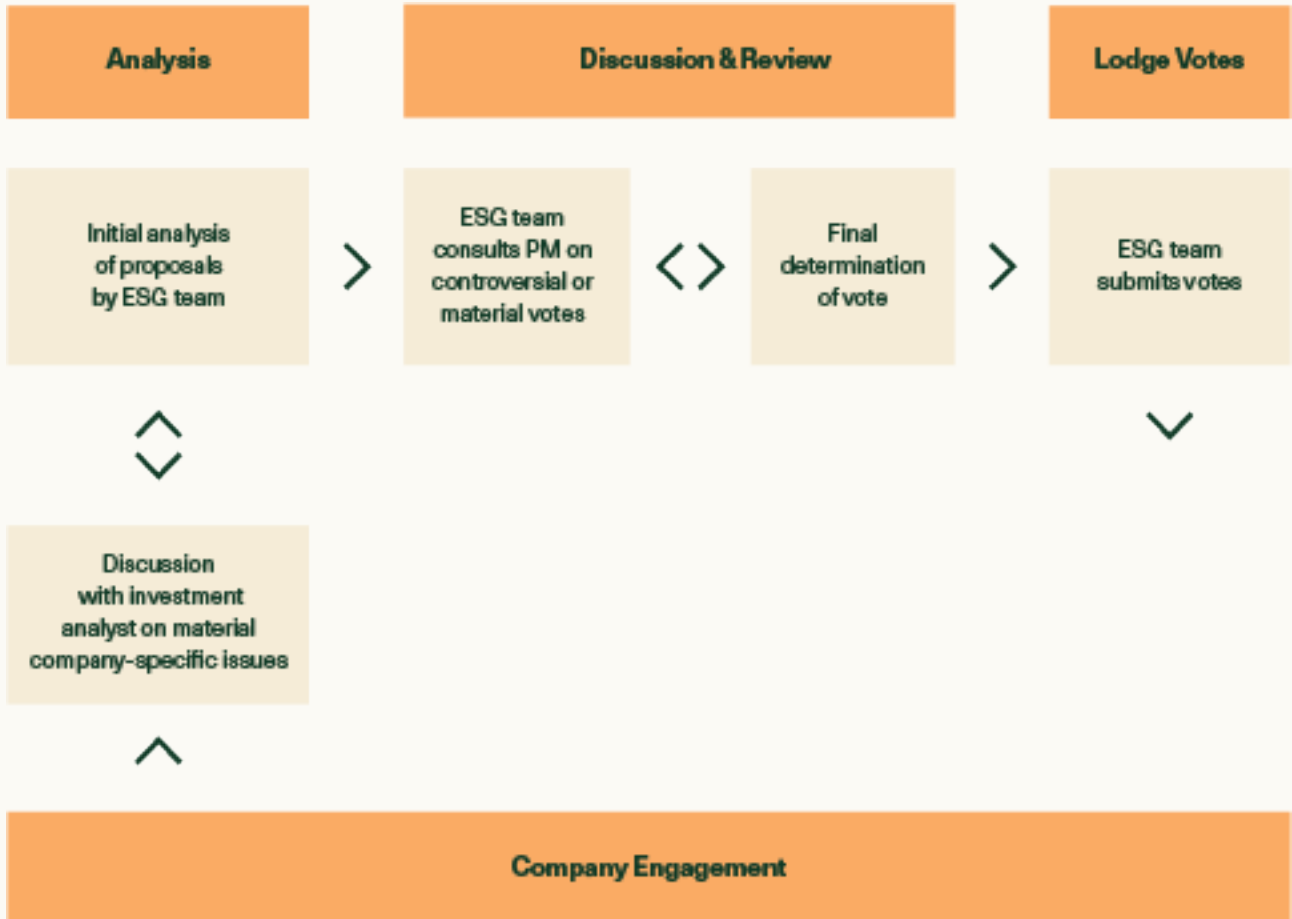 Analysis
Discussion & Review
Lodge Votes
Initial analysis
of proposals
by ESG team
ESG team
consults PM on
controversial or
material votes
Final
determination
of vote
ESG team
submits votes
Discussion
with investment
analyst on material
company-specific issues
Company Engagement